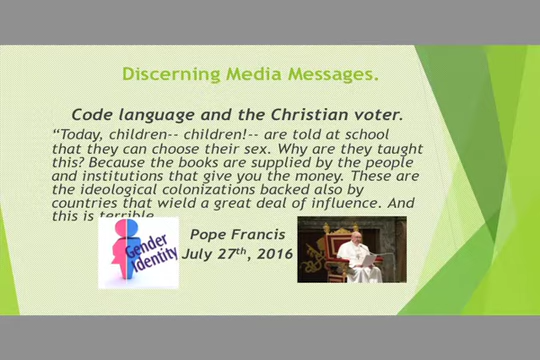 Discerning Media Messages.
Code language and the Christian voter.
“Today, children-- children!-- are told at school
that they can choose their sex. Why are they taught
this? Because the books are supplied by the people
and institutions that give you the money. These are
the ideological colonizations backed also by
countries that wield a great deal of influence. And
this is terrible
Gender
Identity
Pope Francis
July 27th, 2016